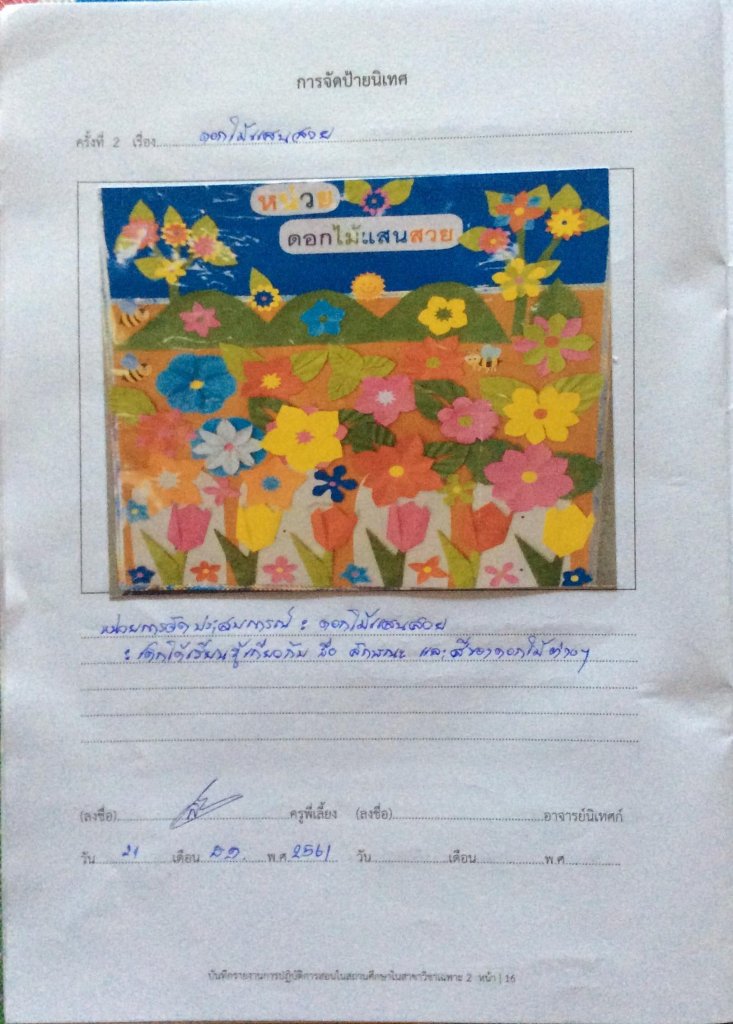 การจัดป้ายนิเทศ
ครั้งที่ 2 เรื่อง ดอกไม้แสนสวย
หน่วย
ดอกไม้แสนสวย
หน่วยการจัดประสบการณ์ : ดอกไม้แสนสวย
: เด็กได้เรียนรู้เกี่ยวกับ ชื่อ ลักษณะ และสีของดอกไม้ต่างๆ
(ลงชื่อ) ครูพี่เลี้ยง (ลงชื่อ) อาจารย์นิเทศก์
วัน 21 เดือน พ.ศ. 2561 วัน เดือน พ.ศ.
บันทึกรายงานการปฏิบัติการสอนในสถานศึกษาในสาขาวิชาเฉพาะ 2 หน้า | 16